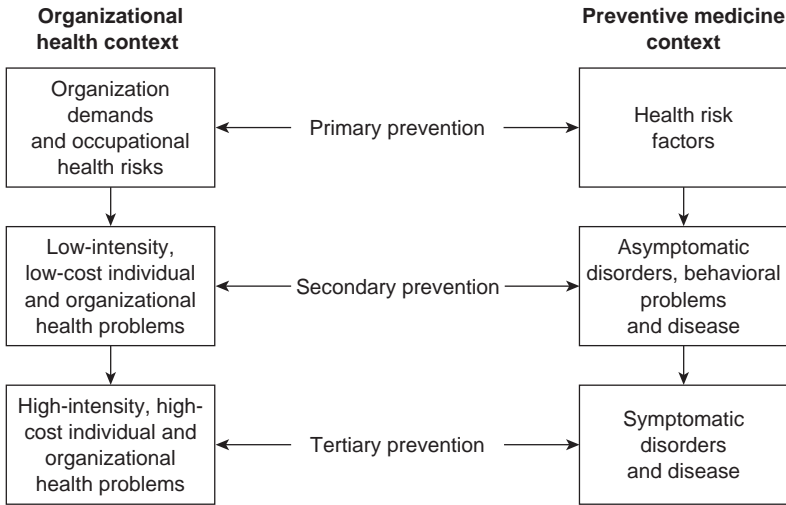 Organizational
health context
Preventive medicine
context
Organization
demands
and occupational
health risks
Primary prevention
Health risk
factors
Low-intensity,
low-cost individual
and organizational
health problems
Secondary prevention
Asymptomatic
disorders, behavioral
problems
and disease
High-intensity, high-
cost individual and
organizational
health problems
Tertiary prevention
Symptomatic
disorders
and disease